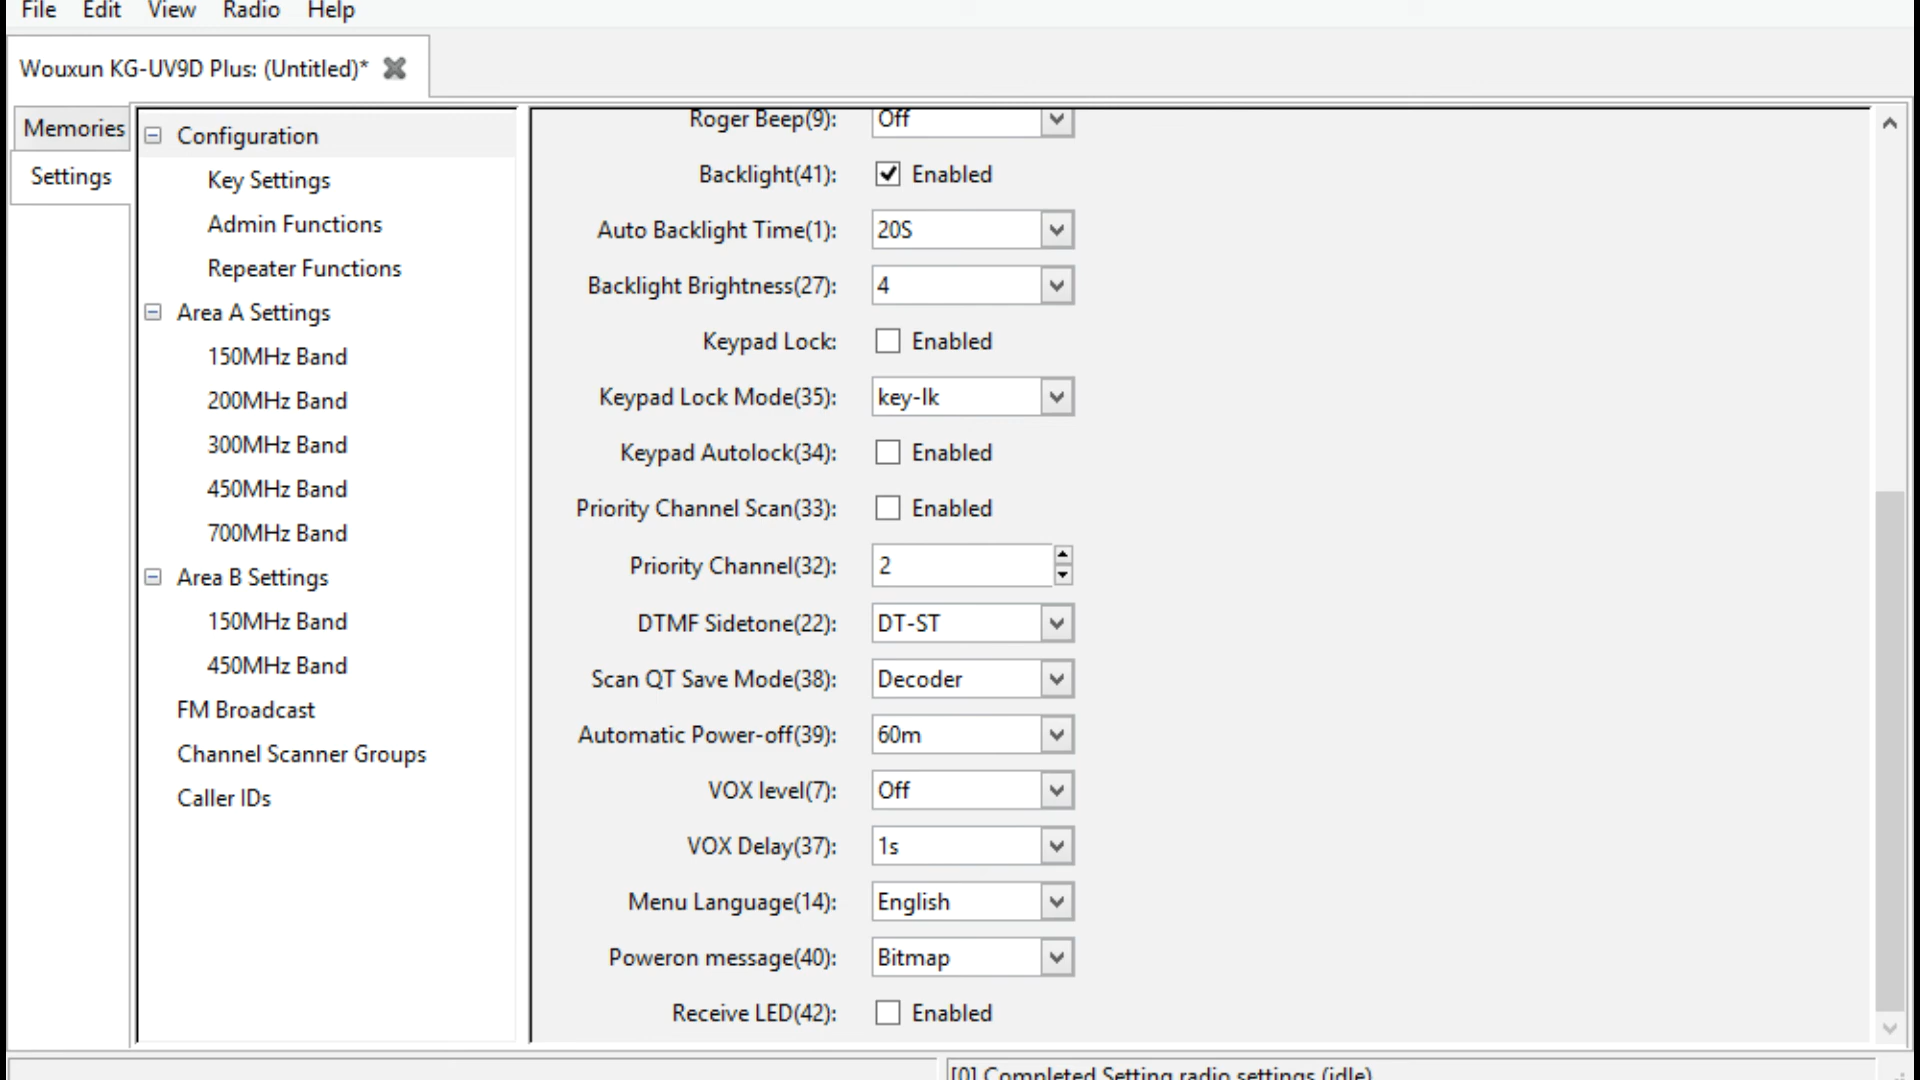 File Edit View Radio Help
Wouxun KG-UV9D Plus: (Untitled)*
Memories
Settings
Configuration
Key Settings
Admin Functions
Repeater Functions
Area A Settings
150MHz Band
200MHz Band
300MHz Band
450MHz Band
700MHz Band
Area B Settings
150MHz Band
450MHz Band
FM Broadcast
Channel Scanner Groups
Caller IDs
Roger Beep(9): Off
Backlight(41): Enabled
Auto Backlight Time(1): 20S
Backlight Brightness(27): 4
Keypad Lock: Enabled
Keypad Lock Mode(35): key-lk
Keypad Autolock(34): Enabled
Priority Channel Scan(33): Enabled
Priority Channel(32): 2
DTMF Sidetone(22): DT-ST
Scan QT Save Mode(38): Decoder
Automatic Power-off(39): 60m
VOX level(7): Off
VOX Delay(37): 1s
Menu Language(14): English
Poweron message(40): Bitmap
Receive LED(42): Enabled
[0] Completed Setting radio settings (idle)